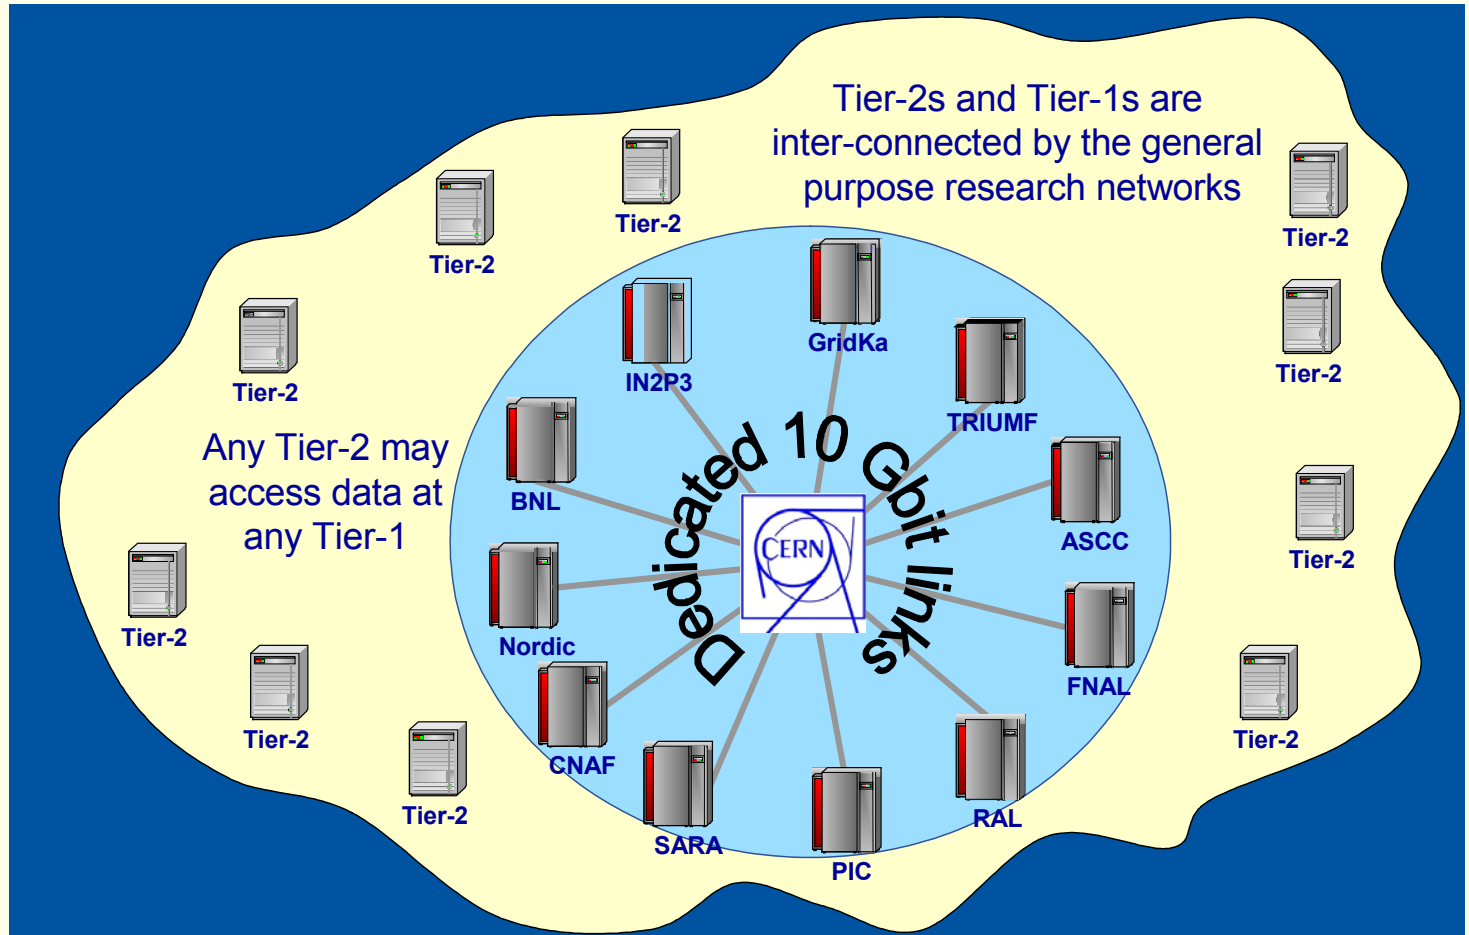 Tier-2s and Tier-1s are
inter-connected by the general
purpose research networks
Tier-2
Tier-2
Tier-2
Tier-2
GridKa
Tier-2
IN2P3
Tier-2
TRIUMF
Any Tier-2 may
access data at
any Tier-1
Dedicated 10 Gbit links
BNL
ASCC
CERN
Tier-2
Tier-2
Nordic
FNAL
Tier-2
Tier-2
CNAF
Tier-2
RAL
SARA
PIC